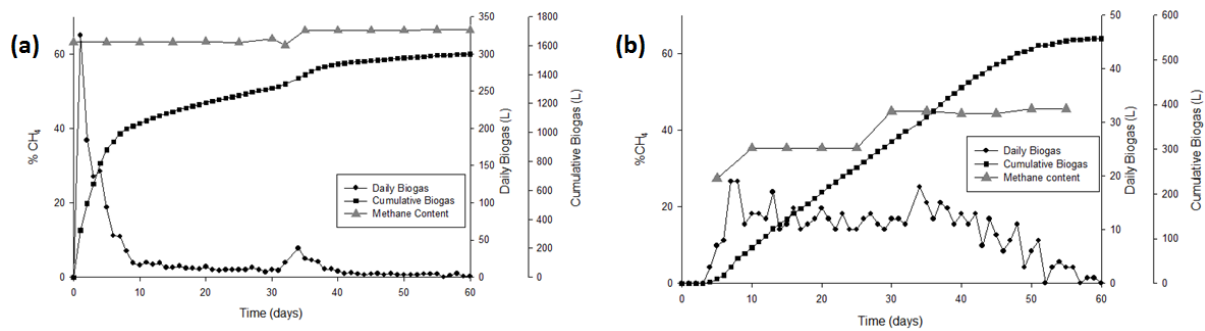 (a)
% CH₄
60
40
20
0
0 10 20 30 40 50 60
Time (days)
350
300
250
200
150
100
50
0
Daily Biogas (L)
1800
1600
1400
1200
1000
800
600
400
200
0
Cumulative Biogas (L)
Daily Biogas
Cumulative Biogas
Methane Content
(b)
%CH₄
60
40
20
0
0 10 20 30 40 50 60
Time (days)
50
40
30
20
10
0
Daily Biogas (L)
600
500
400
300
200
100
0
Cumulative Biogas (L)
Daily Biogas
Cumulative Biogas
Methane content